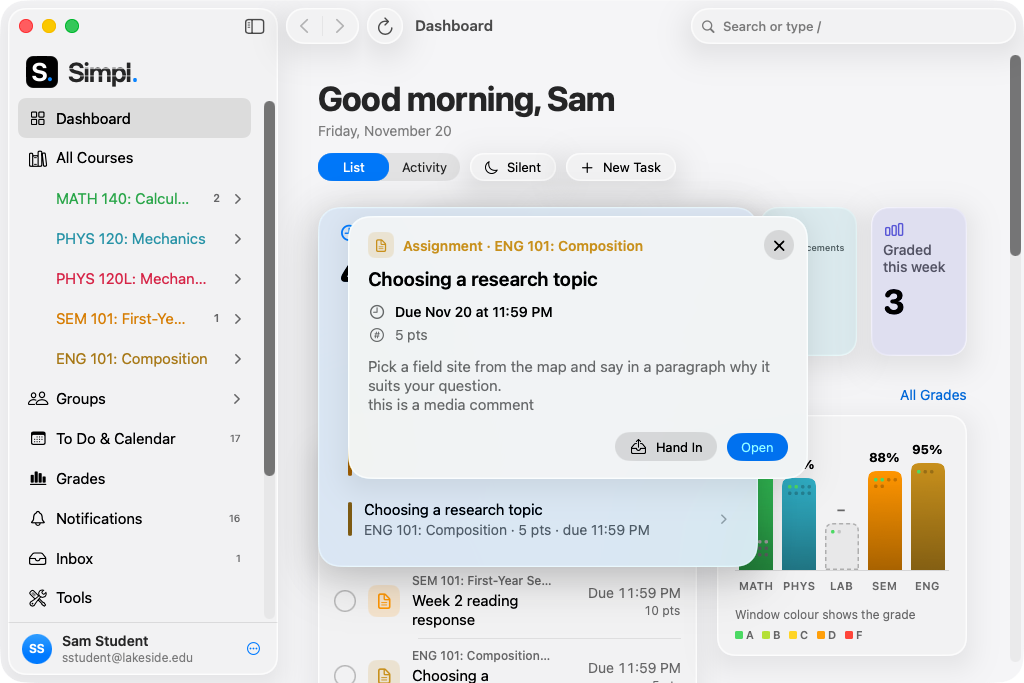 Dashboard
Search or type /
S. Simpl.
Dashboard
All Courses
MATH 140: Calcul... 2
PHYS 120: Mechanics
PHYS 120L: Mechan...
SEM 101: First-Ye... 1
ENG 101: Composition
Groups
To Do & Calendar 17
Grades
Notifications 16
Inbox 1
Tools
SS Sam Student
sstudent@lakeside.edu
Good morning, Sam
Friday, November 20
List Activity Silent + New Task
Assignment · ENG 101: Composition
Choosing a research topic
Due Nov 20 at 11:59 PM
# 5 pts
Pick a field site from the map and say in a paragraph why it
suits your question.
this is a media comment
Hand In Open
Graded
this week
3
Choosing a research topic
ENG 101: Composition · 5 pts · due 11:59 PM
All Grades
88% 95%
–
MATH PHYS LAB SEM ENG
Window colour shows the grade
A B C D F
SEM 101: First-Year Se...
Week 2 reading
response
Due 11:59 PM
10 pts
ENG 101: Composition...
Choosing a
Due 11:59 PM